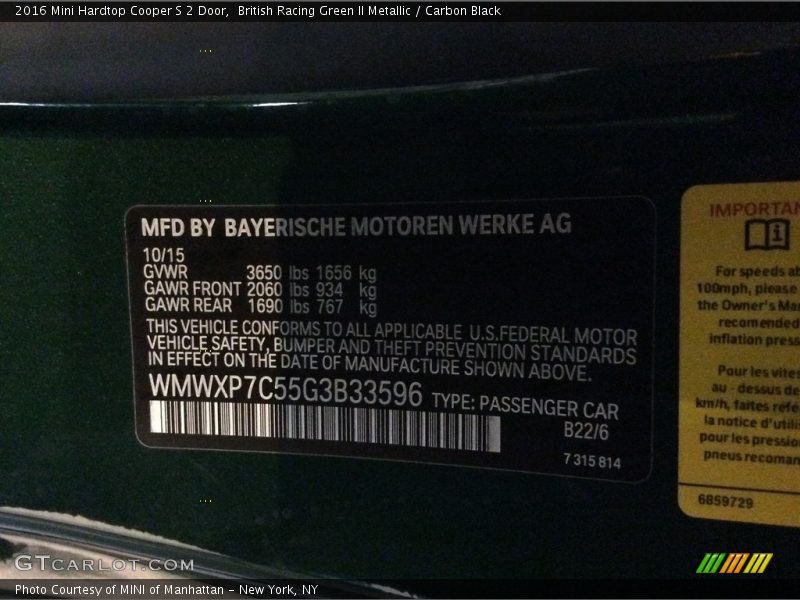 2016 Mini Hardtop Cooper S 2 Door, British Racing Green II Metallic / Carbon Black
MFD BY BAYERISCHE MOTOREN WERKE AG
10/15
GVWR 3650 lbs 1656 kg
GAWR FRONT 2060 lbs 934 kg
GAWR REAR 1690 lbs 767 kg
THIS VEHICLE CONFORMS TO ALL APPLICABLE U.S.FEDERAL MOTOR
VEHICLE SAFETY, BUMPER AND THEFT PREVENTION STANDARDS
IN EFFECT ON THE DATE OF MANUFACTURE SHOWN ABOVE.
WMWXP7C55G3B33596 TYPE: PASSENGER CAR
B22/6
7 315 814
IMPORTAN
For speeds ab
100mph, please
the Owner's Ma
recomended
inflation press
Pour les vites
au - dessus de
km/h, faites réfé
la notice d'utili
pour les pression
pneus recoman
6859729
GTCARLOT.COM
Photo Courtesy of MINI of Manhattan - New York, NY